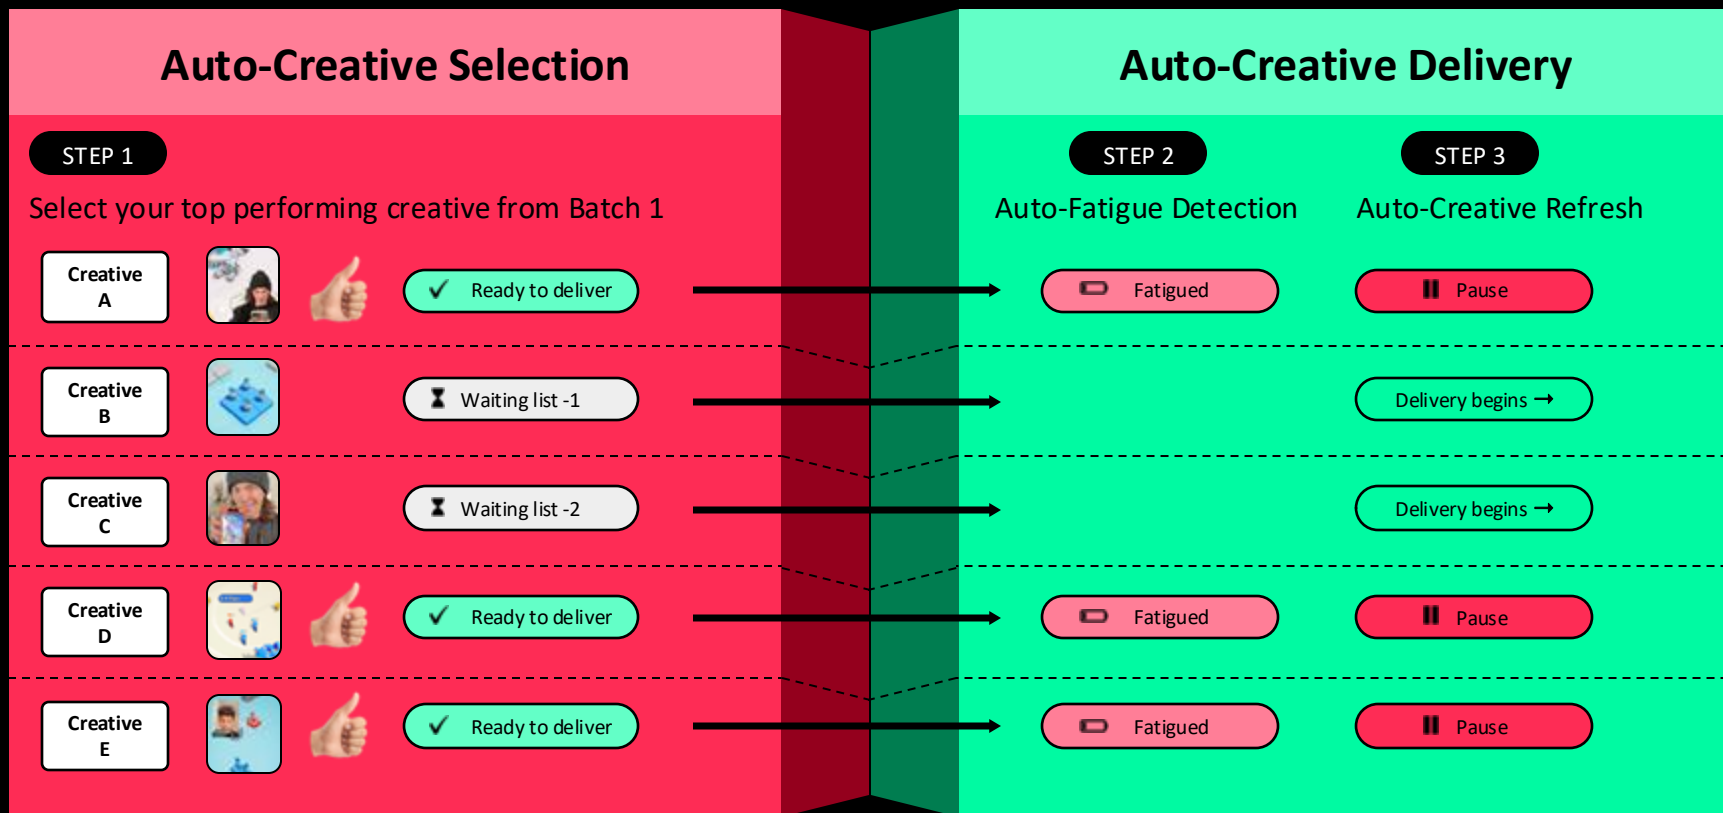 Auto-Creative Selection
Auto-Creative Delivery
STEP 1
STEP 2
STEP 3
Select your top performing creative from Batch 1
Auto-Fatigue Detection
Auto-Creative Refresh
Creative
A
Ready to deliver
Fatigued
Pause
Creative
B
Waiting list -1
Delivery begins →
Creative
C
Waiting list -2
Delivery begins →
Creative
D
Ready to deliver
Fatigued
Pause
Creative
E
Ready to deliver
Fatigued
Pause